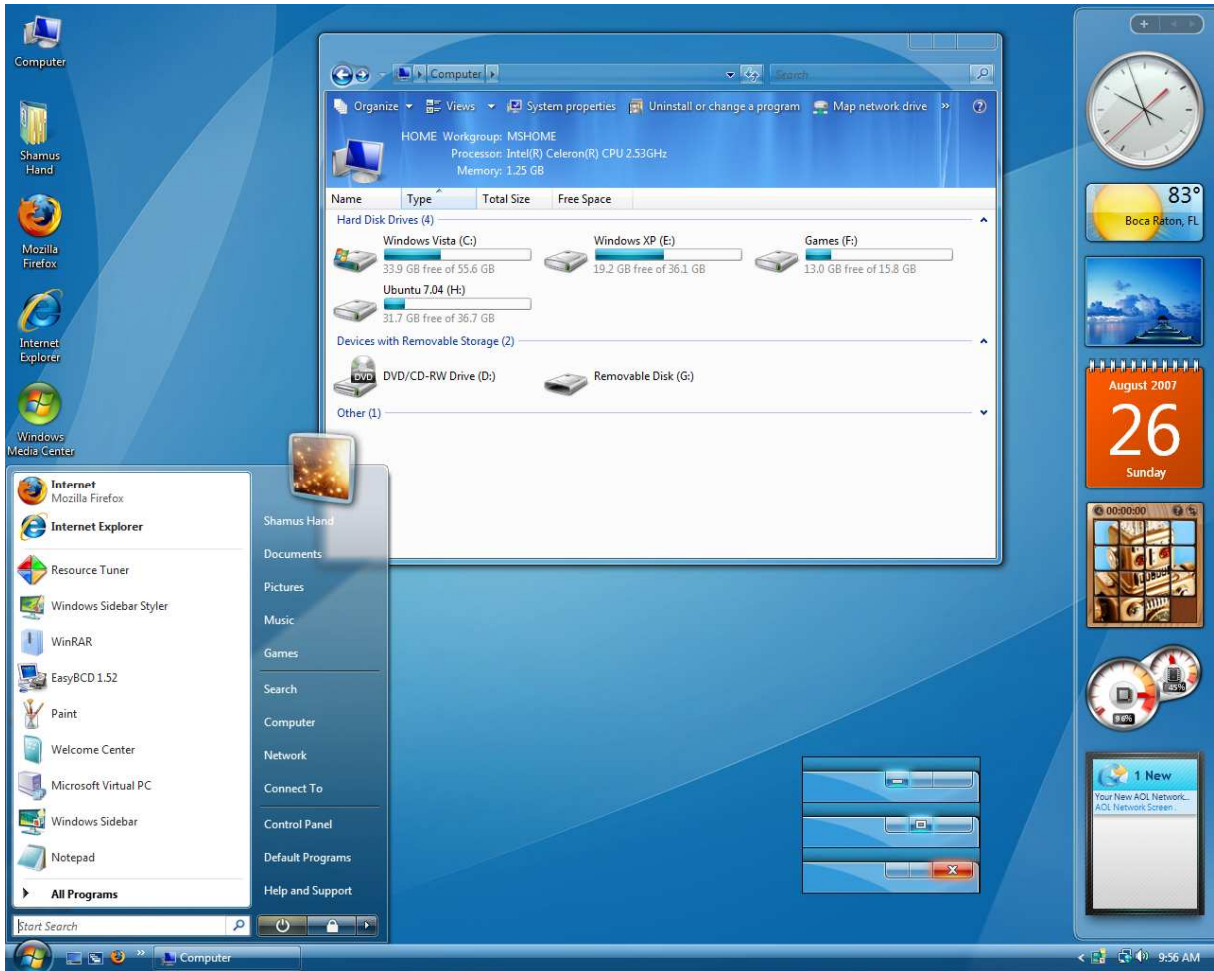 Computer
Shamus
Hand
Mozilla
Firefox
Internet
Explorer
Windows
Media Center
Computer
Search
Organize
Views
System properties
Uninstall or change a program
Map network drive
»
HOME Workgroup: MSHOME
Processor: Intel(R) Celeron(R) CPU 2.53GHz
Memory: 1.25 GB
Name
Type
Total Size
Free Space
Hard Disk Drives (4)
Windows Vista (C:)
33.9 GB free of 55.6 GB
Windows XP (E:)
19.2 GB free of 36.1 GB
Games (F:)
13.0 GB free of 15.8 GB
Ubuntu 7.04 (H:)
31.7 GB free of 36.7 GB
Devices with Removable Storage (2)
DVD
DVD/CD-RW Drive (D:)
Removable Disk (G:)
Other (1)
Internet
Mozilla Firefox
Internet Explorer
Resource Tuner
Windows Sidebar Styler
WinRAR
EasyBCD 1.52
Paint
Welcome Center
Microsoft Virtual PC
Windows Sidebar
Notepad
All Programs
Start Search
Shamus Hand
Documents
Pictures
Music
Games
Search
Computer
Network
Connect To
Control Panel
Default Programs
Help and Support
83°
Boca Raton, FL
August 2007
26
Sunday
00:00:00
45%
96%
1 New
Your New AOL Network...
AOL Network Screen
»
Computer
9:56 AM